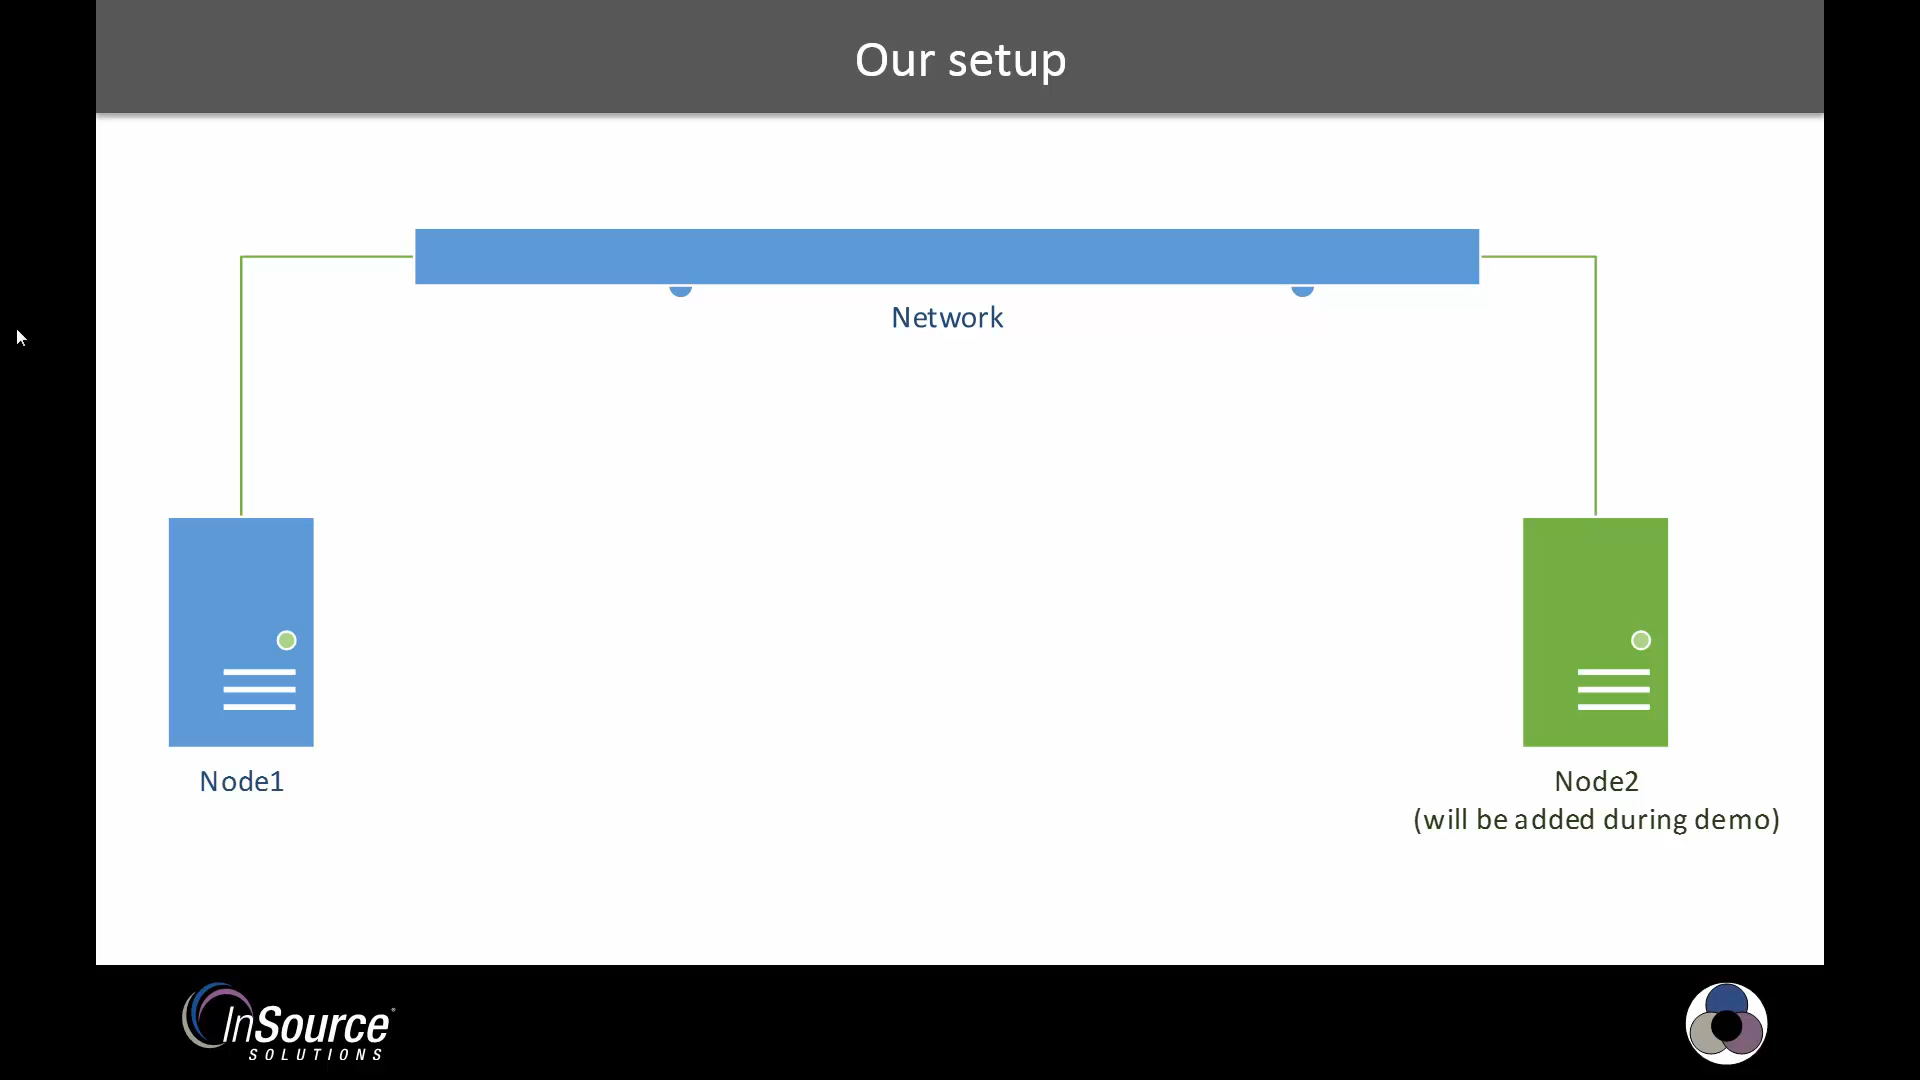 Our setup
Network
Node1
Node2
(will be added during demo)
InSource
SOLUTIONS